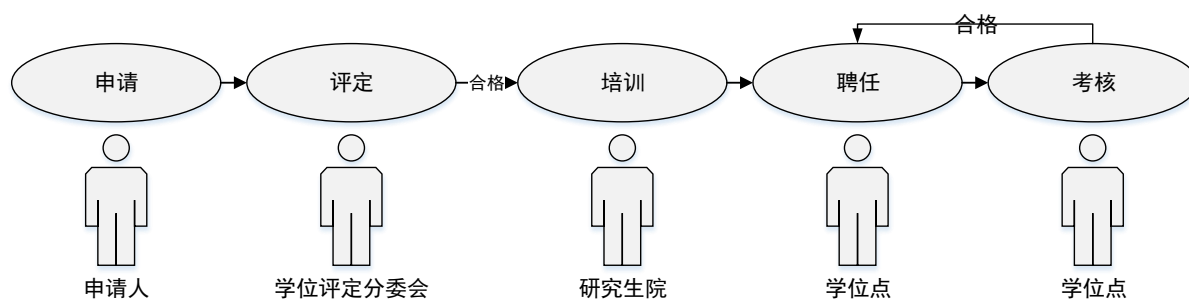 合格
申请
评定
合格
培训
聘任
考核
申请人
学位评定分委会
研究生院
学位点
学位点